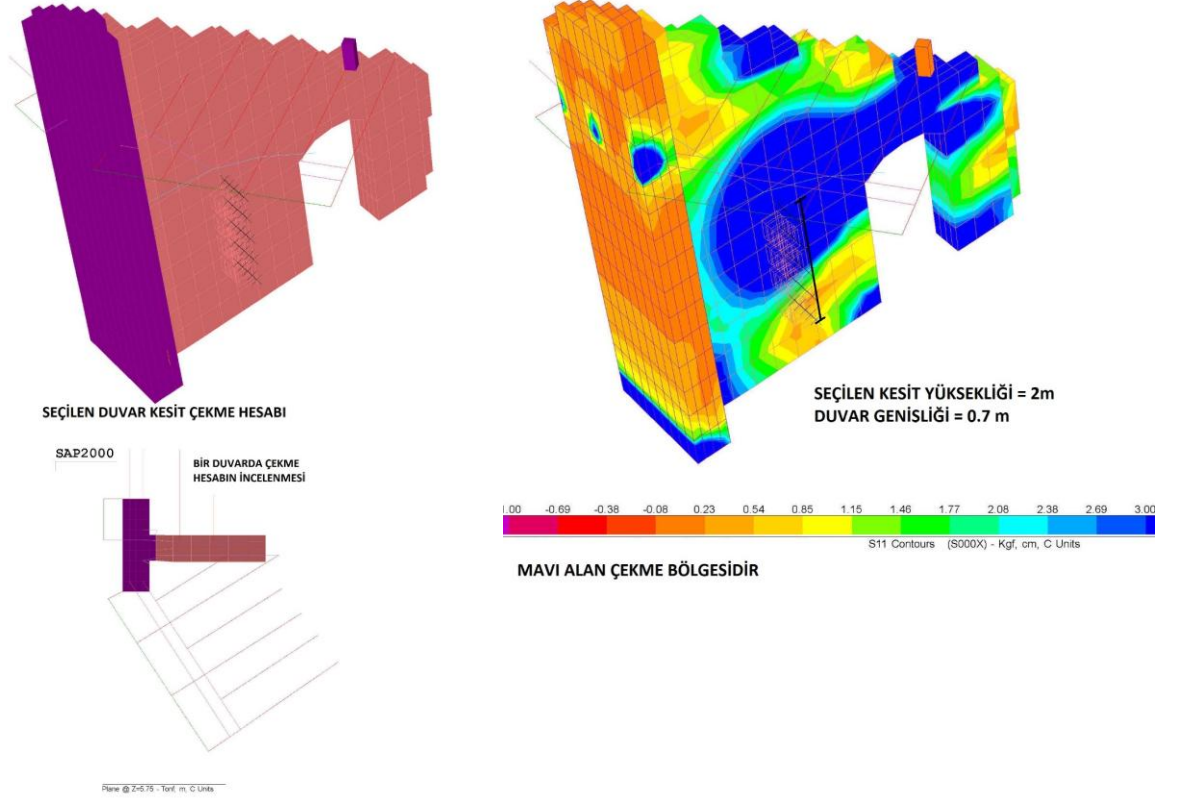 SEÇİLEN DUVAR KESİT ÇEKME HESABI
SEÇİLEN KESİT YÜKSEKLİĞİ = 2m
DUVAR GENİSLİĞİ = 0.7 m
SAP2000
BİR DUVARDA ÇEKME
HESABIN İNCELENMESİ
.00 -0.69 -0.38 -0.08 0.23 0.54 0.85 1.15 1.46 1.77 2.08 2.38 2.69 3.00
S11 Contours (S000X) - Kgf, cm, C Units
MAVI ALAN ÇEKME BÖLGESİDİR
Plane @ Z=5.75 - Tonf, m, C Units